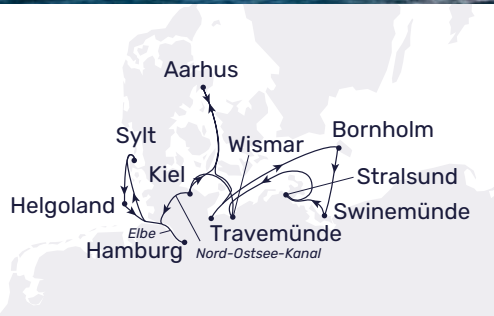 Aarhus
Sylt
Wismar
Bornholm
Kiel
Stralsund
Helgoland
Swinemünde
Elbe
Travemünde
Hamburg
Nord-Ostsee-Kanal